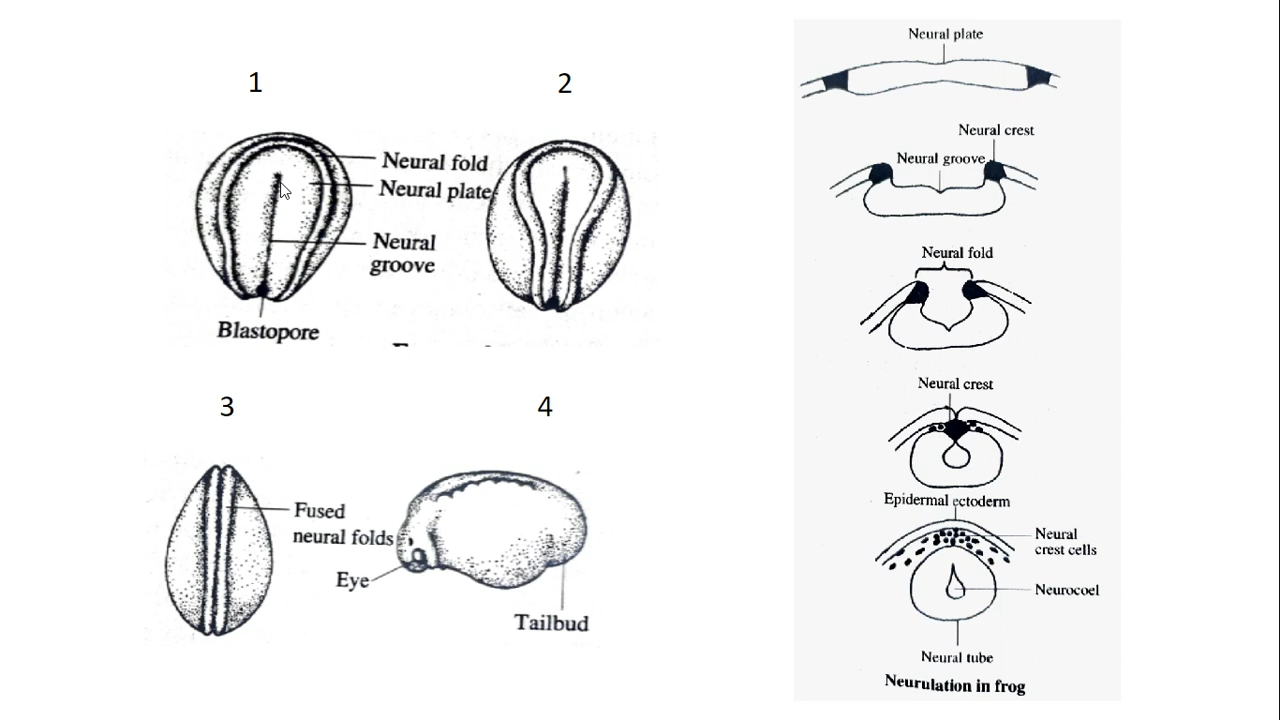 1
2
Neural fold
Neural plate
Neural
groove
Blastopore
3
4
Fused
neural folds
Eye
Tailbud
Neural plate
Neural crest
Neural groove
Neural fold
Neural crest
Epidermal ectoderm
Neural
crest cells
Neurocoel
Neural tube
Neurulation in frog